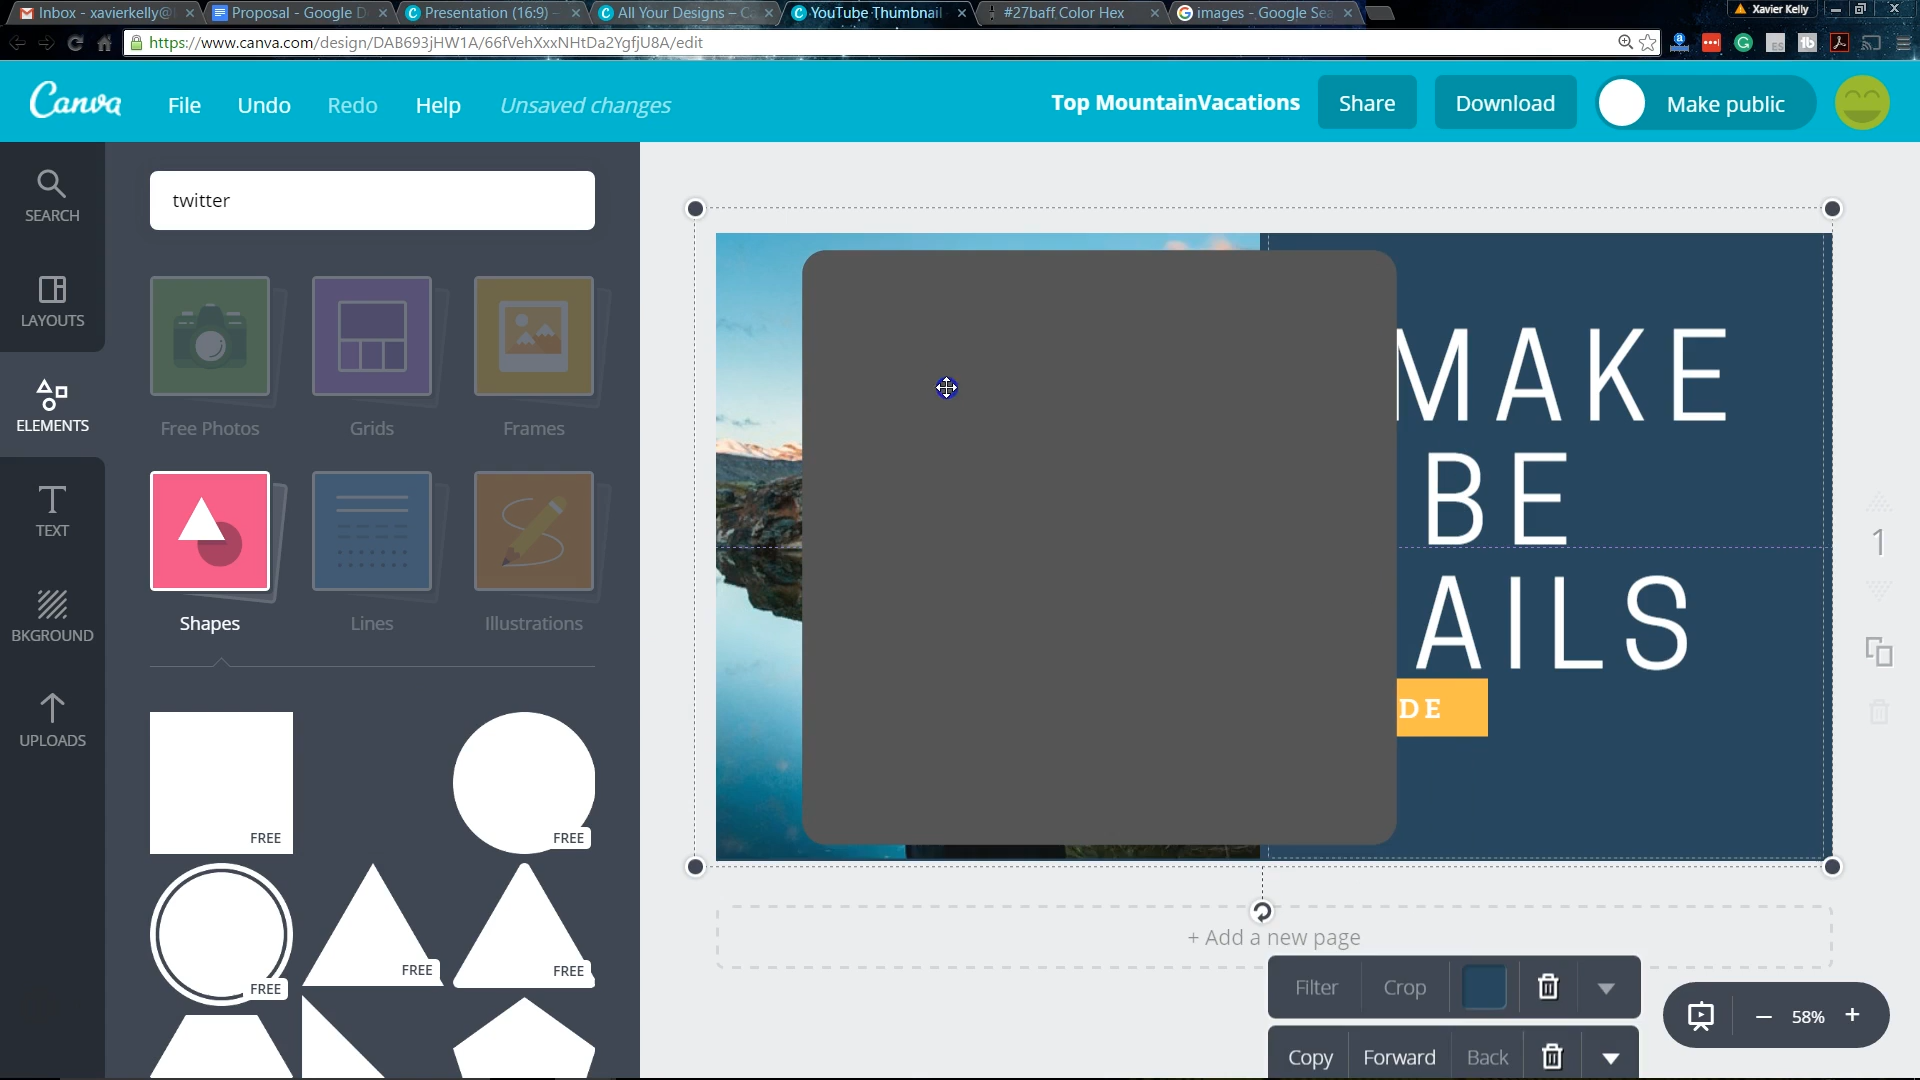 Inbox - xavierkelly@
Proposal - Google D
Presentation (16:9) -
All Your Designs – C
YouTube Thumbnail
#27baff Color Hex
images - Google Sea
Xavier Kelly
https://www.canva.com/design/DAB693jHW1A/66fVehXxxNHtDa2YgfjU8A/edit
Canva
File
Undo
Redo
Help
Unsaved changes
Top MountainVacations
Share
Download
Make public
SEARCH
LAYOUTS
ELEMENTS
TEXT
BKGROUND
UPLOADS
twitter
Free Photos
Grids
Frames
Shapes
Lines
Illustrations
FREE
FREE
FREE
FREE
FREE
MAKE
BE
AILS
DE
1
+ Add a new page
Filter
Crop
Copy
Forward
Back
58%